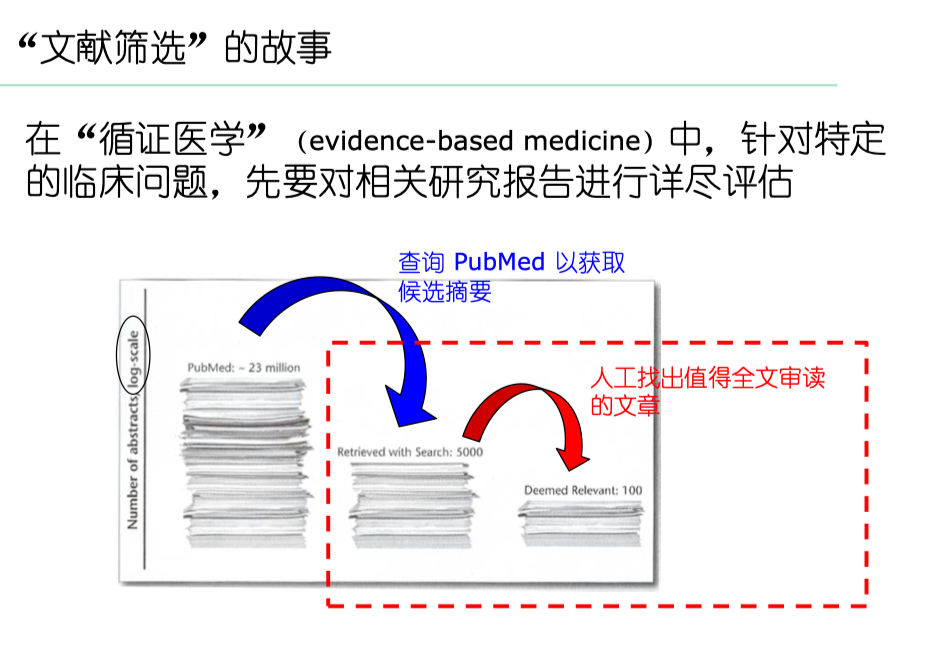 “文献筛选”的故事
在“循证医学”（evidence-based medicine）中，针对特定
的临床问题，先要对相关研究报告进行详尽评估
查询 PubMed 以获取
候选摘要
Number of abstracts, log-scale
PubMed: ~ 23 million
人工找出值得全文审读
的文章
Retrieved with Search: 5000
Deemed Relevant: 100